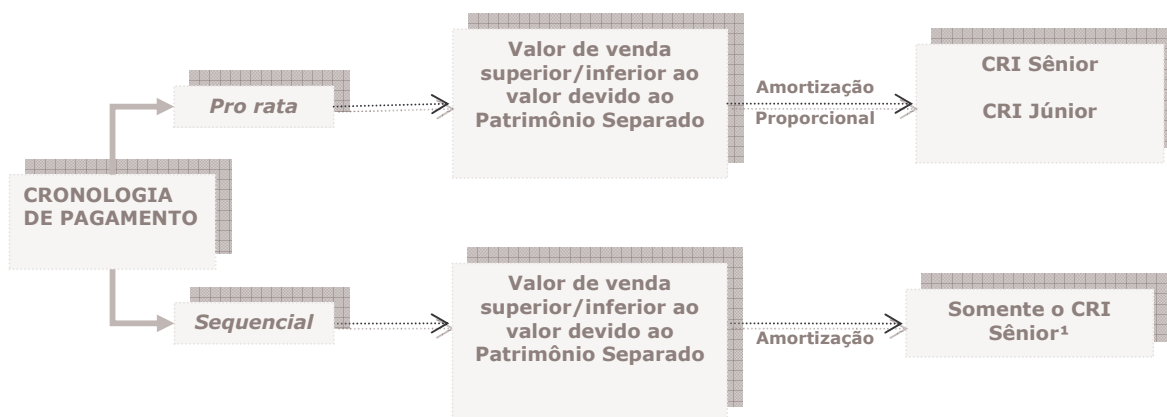 CRONOLOGIA
DE PAGAMENTO
Pro rata
Valor de venda
superior/inferior ao
valor devido ao
Patrimônio Separado
Amortização
Proporcional
CRI Sênior
CRI Júnior
Sequencial
Valor de venda
superior/inferior ao
valor devido ao
Patrimônio Separado
Amortização
Somente o CRI
Sênior¹